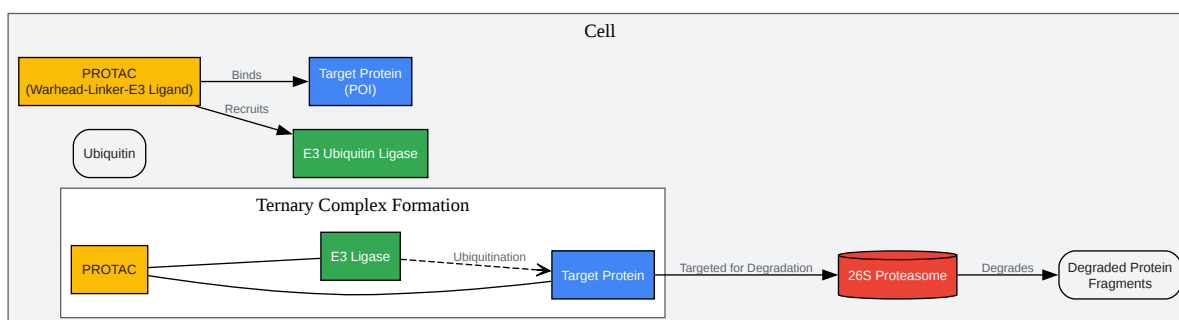 Cell
PROTAC
(Warhead-Linker-E3 Ligand)
Binds
Target Protein
(POI)
Recruits
Ubiquitin
E3 Ubiquitin Ligase
Ternary Complex Formation
PROTAC
E3 Ligase
Ubiquitination
Target Protein
Targeted for Degradation
26S Proteasome
Degrades
Degraded Protein
Fragments